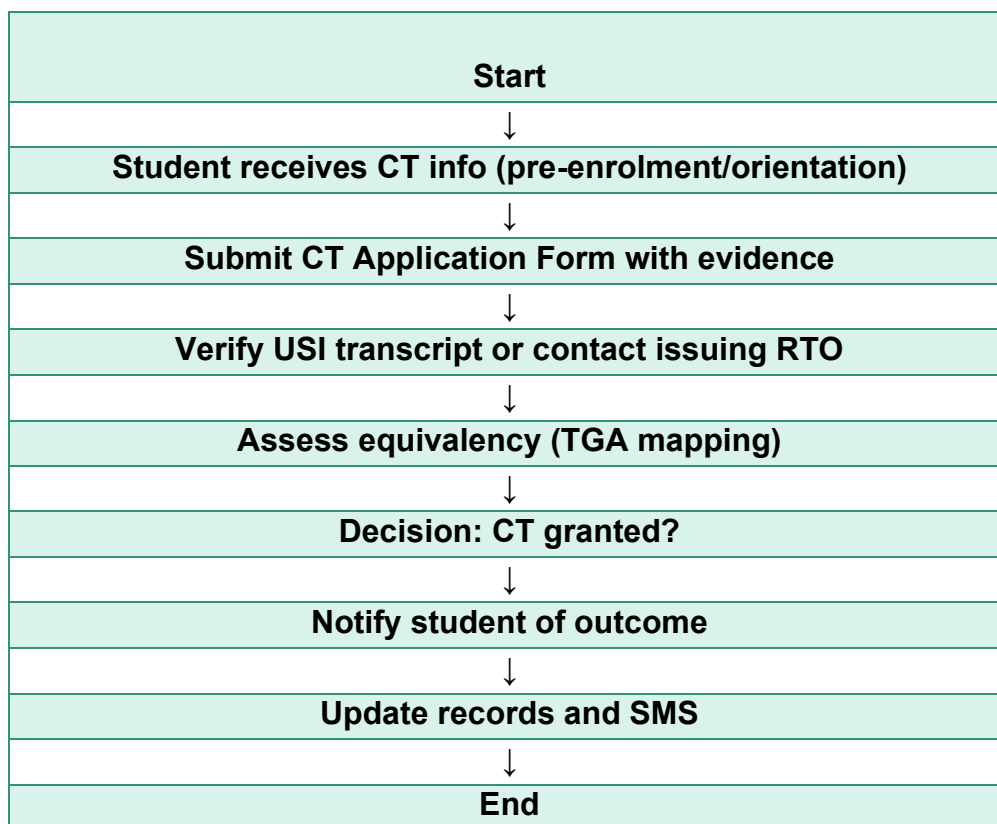 Start
↓
Student receives CT info (pre-enrolment/orientation)
↓
Submit CT Application Form with evidence
↓
Verify USI transcript or contact issuing RTO
↓
Assess equivalency (TGA mapping)
↓
Decision: CT granted?
↓
Notify student of outcome
↓
Update records and SMS
↓
End